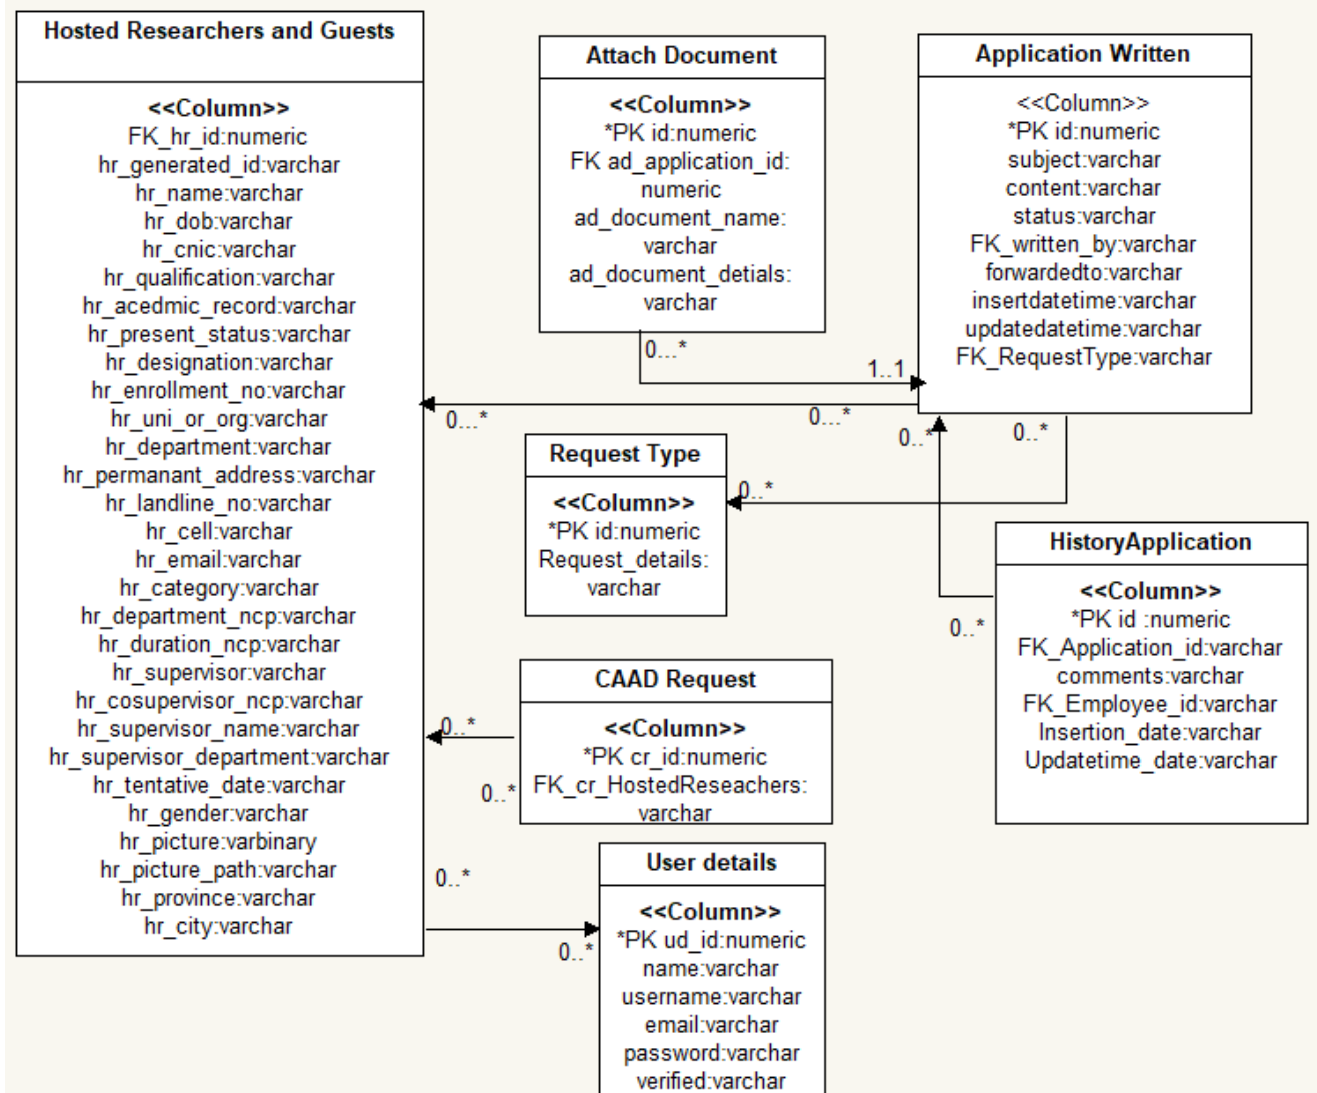 Hosted Researchers and Guests
<<Column>>
FK_hr_id:numeric
hr_generated_id:varchar
hr_name:varchar
hr_dob:varchar
hr_cnic:varchar
hr_qualification:varchar
hr_acedmic_record:varchar
hr_present_status:varchar
hr_designation:varchar
hr_enrollment_no:varchar
hr_uni_or_org:varchar
hr_department:varchar
hr_permanant_address:varchar
hr_landline_no:varchar
hr_cell:varchar
hr_email:varchar
hr_category:varchar
hr_department_ncp:varchar
hr_duration_ncp:varchar
hr_supervisor:varchar
hr_cosupervisor_ncp:varchar
hr_supervisor_name:varchar
hr_supervisor_department:varchar
hr_tentative_date:varchar
hr_gender:varchar
hr_picture:varbinary
hr_picture_path:varchar
hr_province:varchar
hr_city:varchar
Attach Document
<<Column>>
*PK id:numeric
FK ad_application_id:
numeric
ad_document_name:
varchar
ad_document_detials:
varchar
Application Written
<<Column>>
*PK id:numeric
subject:varchar
content:varchar
status:varchar
FK_written_by:varchar
forwardedto:varchar
insertdatetime:varchar
updatedatetime:varchar
FK_RequestType:varchar
0...*
1..1
0...*
0...*
0..*
0..*
Request Type
<<Column>>
*PK id:numeric
Request_details:
varchar
0..*
HistoryApplication
<<Column>>
*PK id :numeric
FK_Application_id:varchar
comments:varchar
FK_Employee_id:varchar
Insertion_date:varchar
Updatetime_date:varchar
0..*
CAAD Request
<<Column>>
*PK cr_id:numeric
FK_cr_HostedReseachers:
varchar
0..*
0..*
User details
<<Column>>
*PK ud_id:numeric
name:varchar
username:varchar
email:varchar
password:varchar
verified:varchar
0..*
0..*